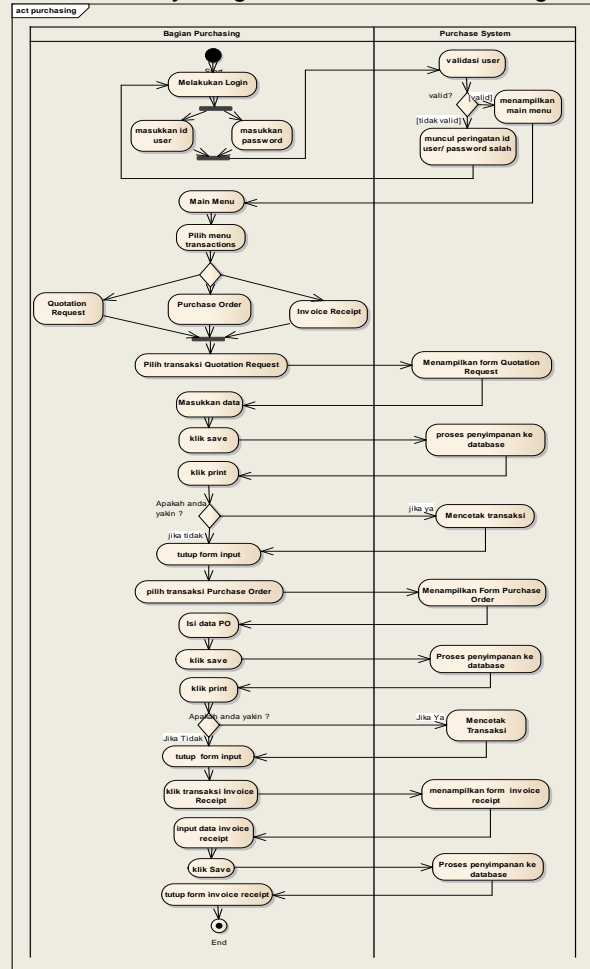 act purchasing
Bagian Purchasing
Purchase System
Melakukan Login
masukkan id
user
masukkan
password
validasi user
valid?
[valid]
menampilkan
main menu
[tidak valid]
muncul peringatan id
user/ password salah
Main Menu
Pilih menu
transactions
Quotation
Request
Purchase Order
Invoice Receipt
Pilih transaksi Quotation Request
Menampilkan form Quotation
Request
Masukkan data
klik save
proses penyimpanan ke
database
klik print
Apakah anda
yakin ?
jika ya
Mencetak transaksi
jika tidak
tutup form input
pilih transaksi Purchase Order
Menampilkan Form Purchase
Order
Isi data PO
klik save
Proses penyimpanan ke
database
klik print
Apakah anda yakin ?
Jika Ya
Mencetak
Transaksi
Jika Tidak
tutup form input
klik transaksi Invoice
Receipt
menampilkan form invoice
receipt
input data invoice
receipt
klik Save
Proses penyimpanan ke
database
tutup form invoice receipt
End